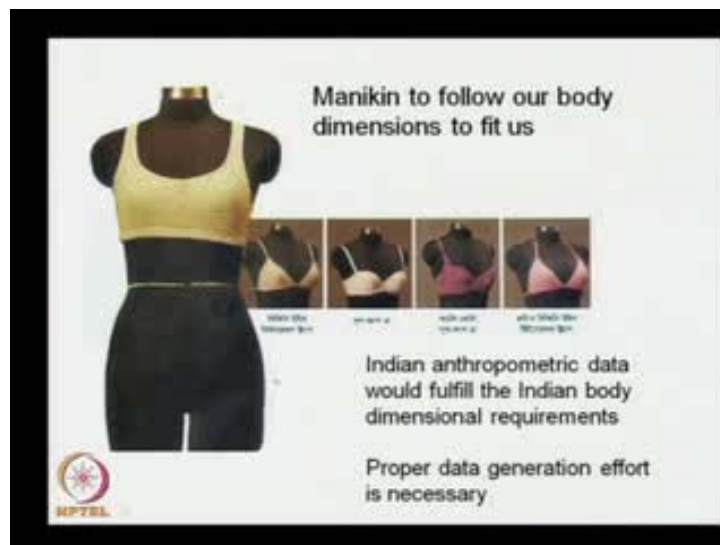 Manikin to follow our body
dimensions to fit us
Indian anthropometric data
would fulfill the Indian body
dimensional requirements
Proper data generation effort
is necessary
NPTEL